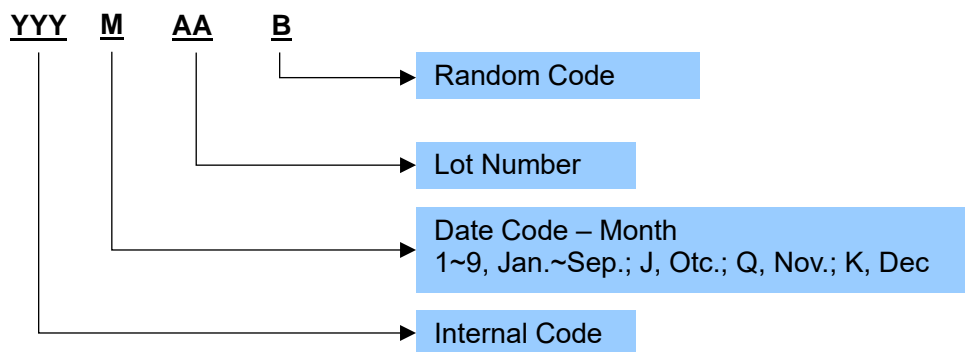 YYY M AA B
Random Code
Lot Number
Date Code – Month
1~9, Jan.~Sep.; J, Otc.; Q, Nov.; K, Dec
Internal Code